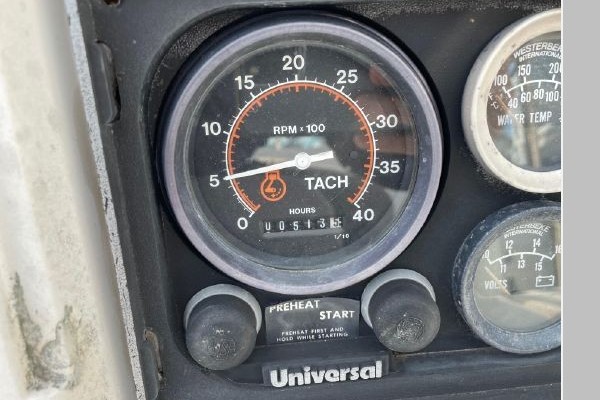 WESTERBEKE
INTERNATIONAL
100 150 200
40 60 80 100
WATER TEMP
0 5 10 15 20 25 30 35 40
RPM x 100
TACH
HOURS
1/10
WESTERBEKE
INTERNATIONAL
12 14 16
11 13 15
VOLTS
PREHEAT
START
PREHEAT FIRST AND
HOLD WHILE STARTING
Universal